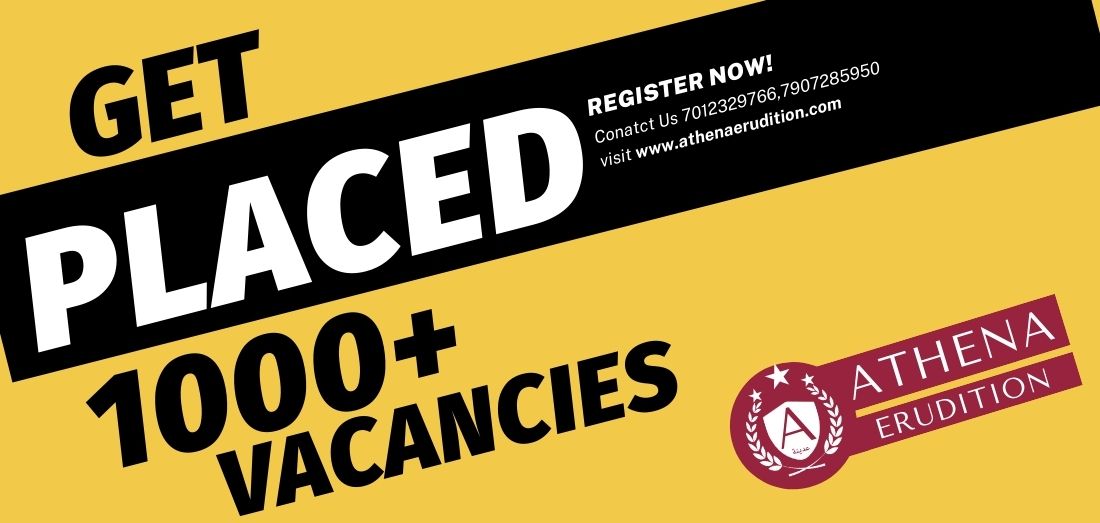 GET
PLACED
1000+
VACANCIES
REGISTER NOW!
Conatct Us 7012329766,7907285950
visit www.athenaerudition.com
A
ATHENA
ERUDITION